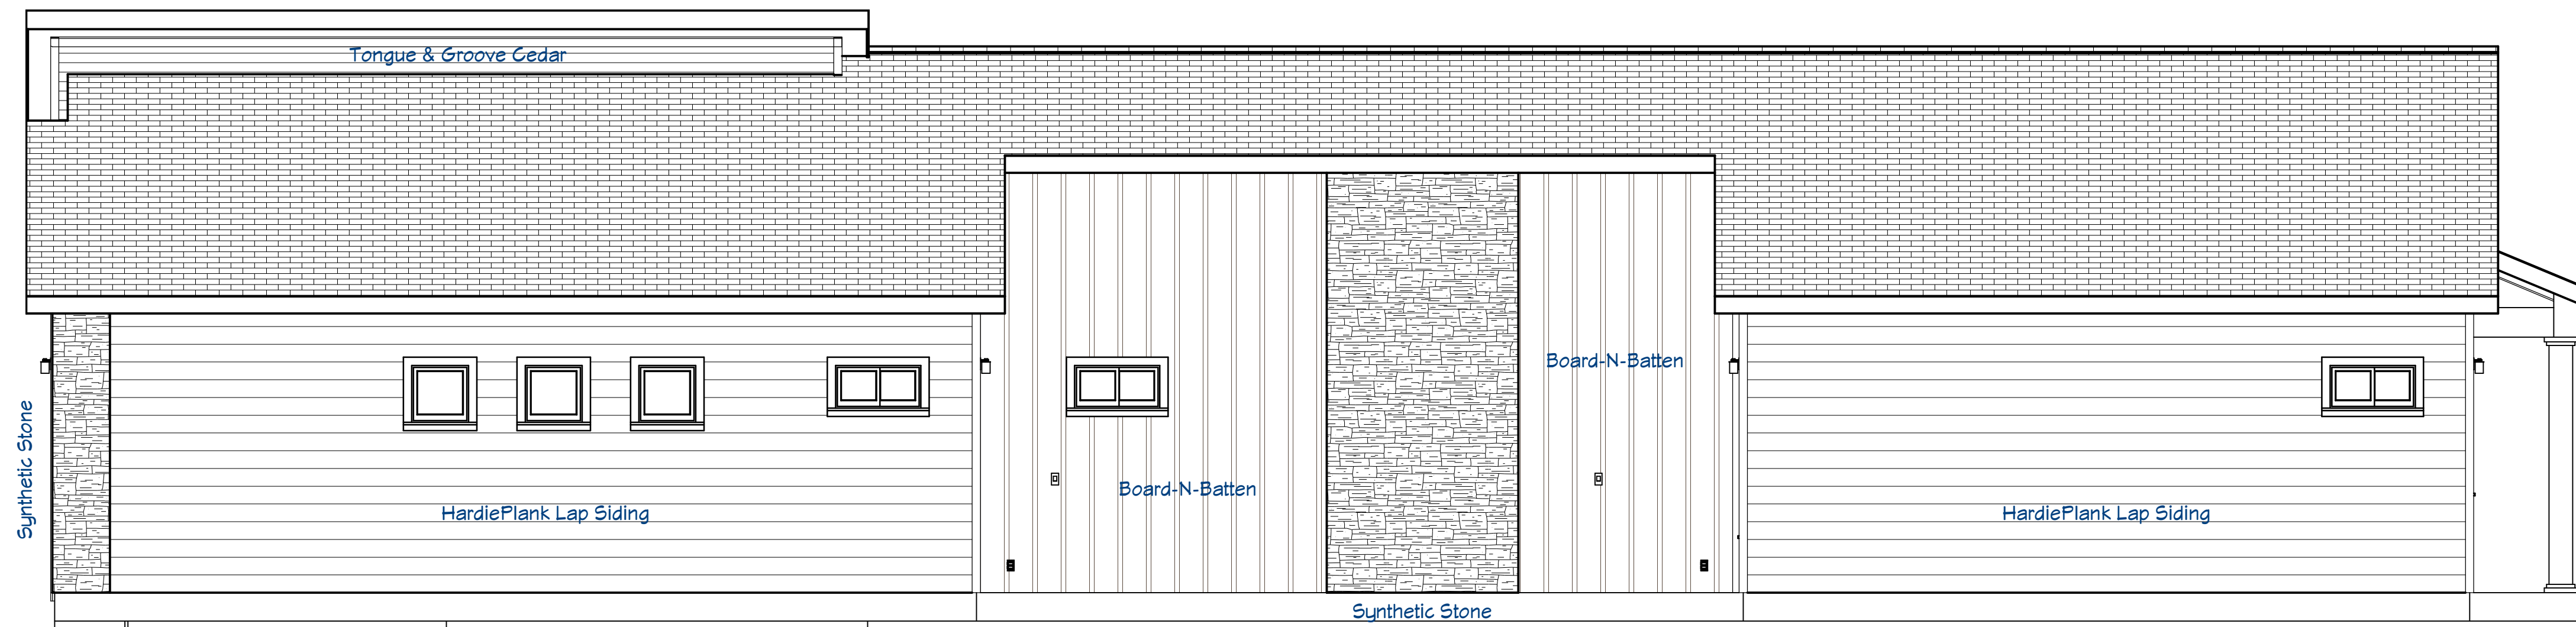 Tongue & Groove Cedar
Board-N-Batten
Synthetic Stone
Board-N-Batten
HardiePlank Lap Siding
HardiePlank Lap Siding
Synthetic Stone